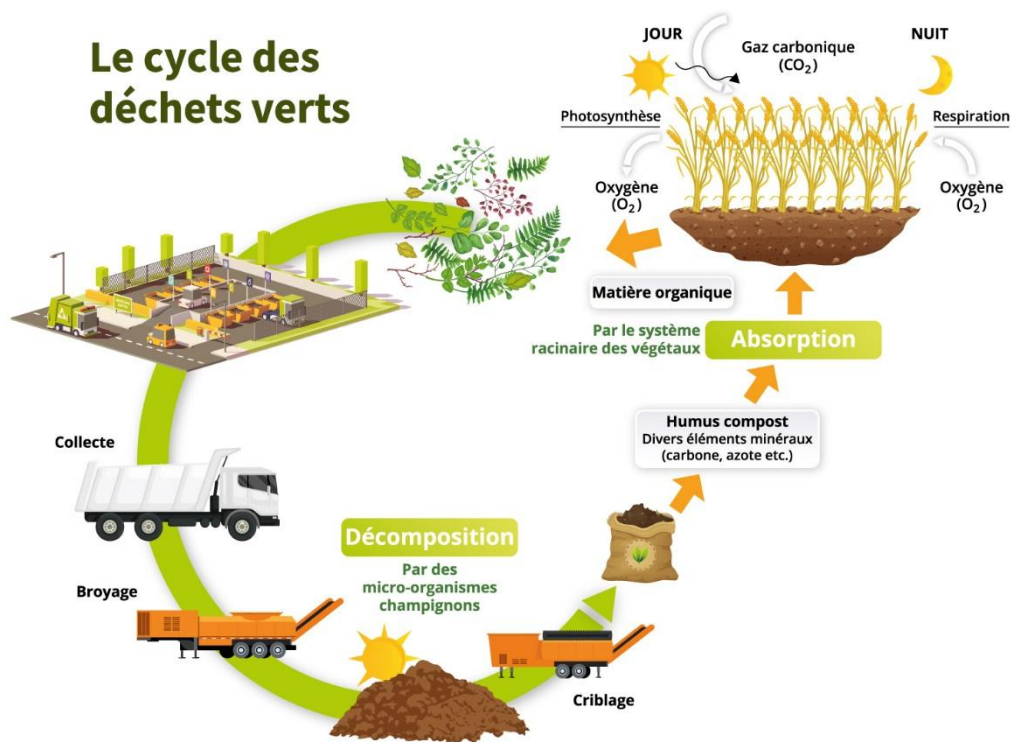 Le cycle des
déchets verts
JOUR
Gaz carbonique
(CO₂)
NUIT
Photosynthèse
Respiration
Oxygène
(O₂)
Oxygène
(O₂)
Matière organique
Par le système
racinaire des végétaux
Absorption
Humus compost
Divers éléments minéraux
(carbone, azote etc.)
Collecte
Décomposition
Par des
micro-organismes
champignons
Broyage
Criblage